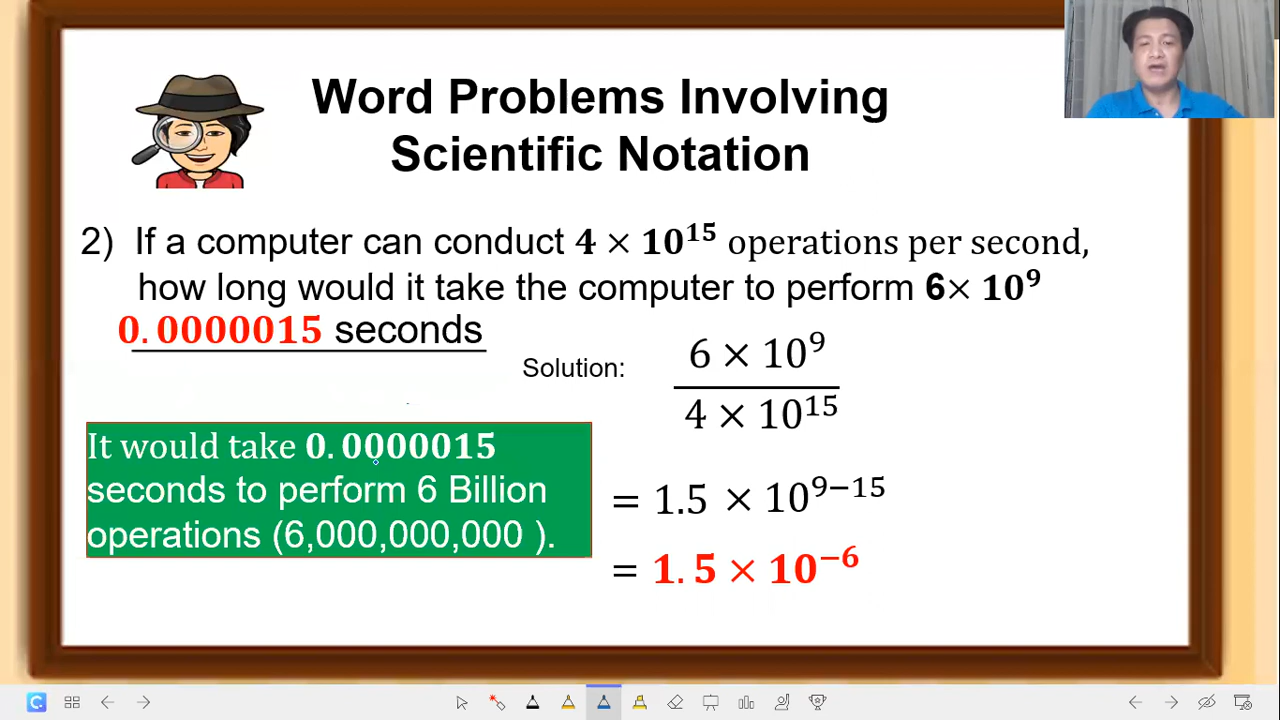 Word Problems Involving
Scientific Notation
2) If a computer can conduct 4 × 10¹⁵ operations per second,
how long would it take the computer to perform 6× 10⁹
0.0000015 seconds
Solution:
6 × 10⁹
4 × 10¹⁵
It would take 0.0000015
seconds to perform 6 Billion
operations (6,000,000,000 ).
= 1.5 × 10⁹⁻¹⁵
= 1.5 × 10⁻⁶